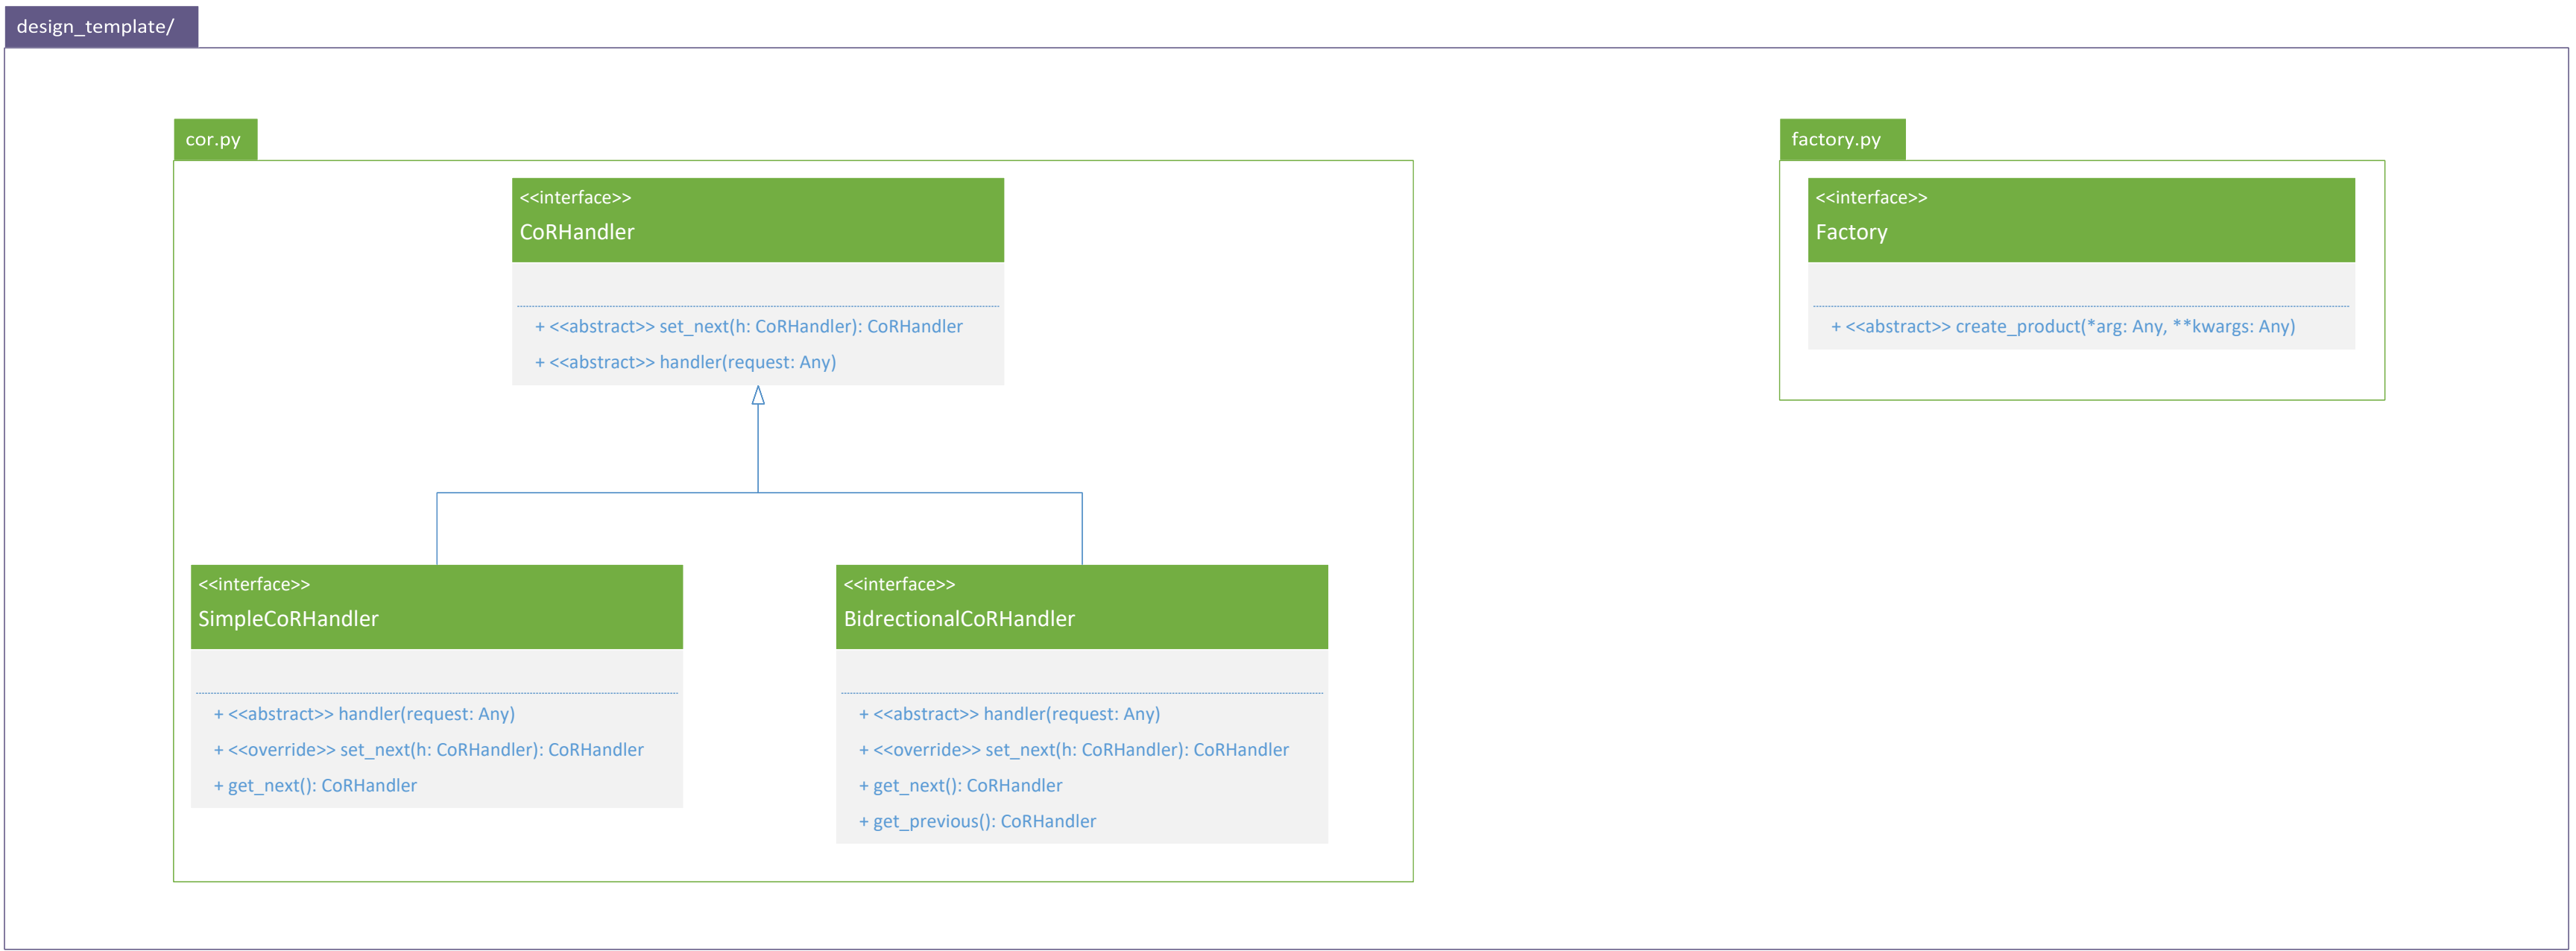 design_template/
cor.py
<<interface>>
CoRHandler
+ <<abstract>> set_next(h: CoRHandler): CoRHandler
+ <<abstract>> handler(request: Any)
<<interface>>
SimpleCoRHandler
+ <<abstract>> handler(request: Any)
+ <<override>> set_next(h: CoRHandler): CoRHandler
+ get_next(): CoRHandler
<<interface>>
BidrectionalCoRHandler
+ <<abstract>> handler(request: Any)
+ <<override>> set_next(h: CoRHandler): CoRHandler
+ get_next(): CoRHandler
+ get_previous(): CoRHandler
factory.py
<<interface>>
Factory
+ <<abstract>> create_product(*arg: Any, **kwargs: Any)